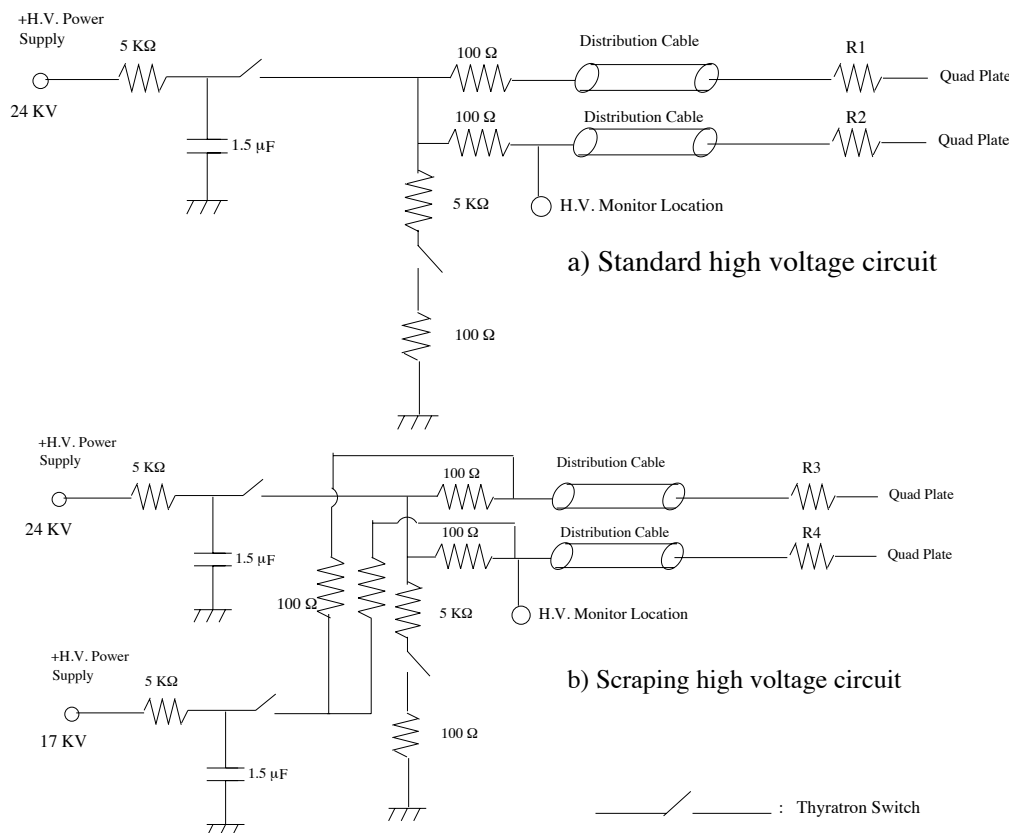 +H.V. Power
Supply
5 KΩ
24 KV
1.5 µF
100 Ω
Distribution Cable
R1
Quad Plate
100 Ω
Distribution Cable
R2
Quad Plate
5 KΩ
H.V. Monitor Location
a) Standard high voltage circuit
100 Ω
+H.V. Power
Supply
5 KΩ
24 KV
1.5 µF
100 Ω
Distribution Cable
R3
Quad Plate
100 Ω
Distribution Cable
R4
Quad Plate
100 Ω
5 KΩ
H.V. Monitor Location
+H.V. Power
Supply
5 KΩ
17 KV
1.5 µF
b) Scraping high voltage circuit
100 Ω
: Thyratron Switch